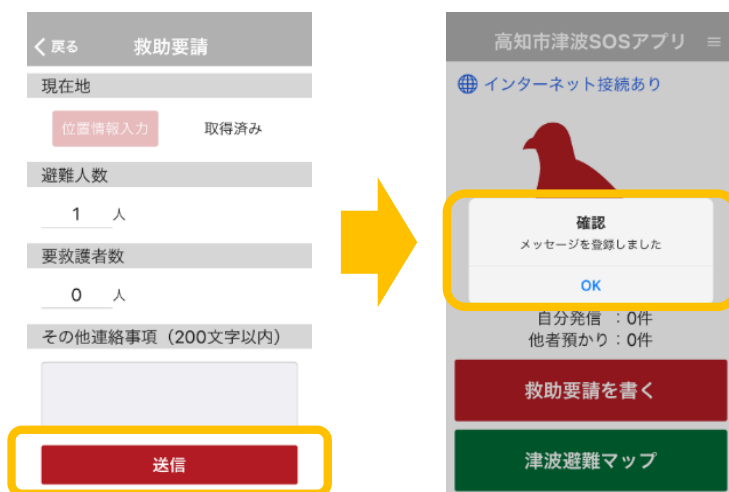 戻る 救助要請
現在地
位置情報入力 取得済み
避難人数
1 人
要救護者数
0 人
その他連絡事項（200文字以内）
送信
高知市津波SOSアプリ
インターネット接続あり
確認
メッセージを登録しました
OK
自分発信 ：0件
他者預かり：0件
救助要請を書く
津波避難マップ